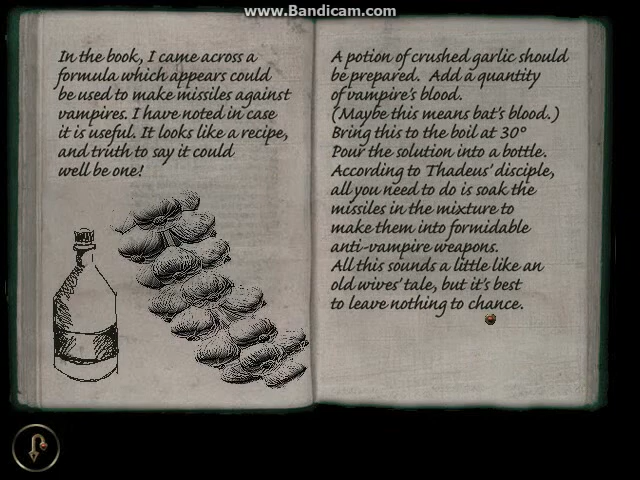 www.Bandicam.com
In the book, I came across a
formula which appears could
be used to make missiles against
vampires. I have noted in case
it is useful. It looks like a recipe,
and truth to say it could
well be one!
A potion of crushed garlic should
be prepared. Add a quantity
of vampire's blood.
(Maybe this means bat's blood.)
Bring this to the boil at 30°
Pour the solution into a bottle.
According to Thadeus' disciple,
all you need to do is soak the
missiles in the mixture to
make them into formidable
anti-vampire weapons.
All this sounds a little like an
old wives' tale, but it's best
to leave nothing to chance.